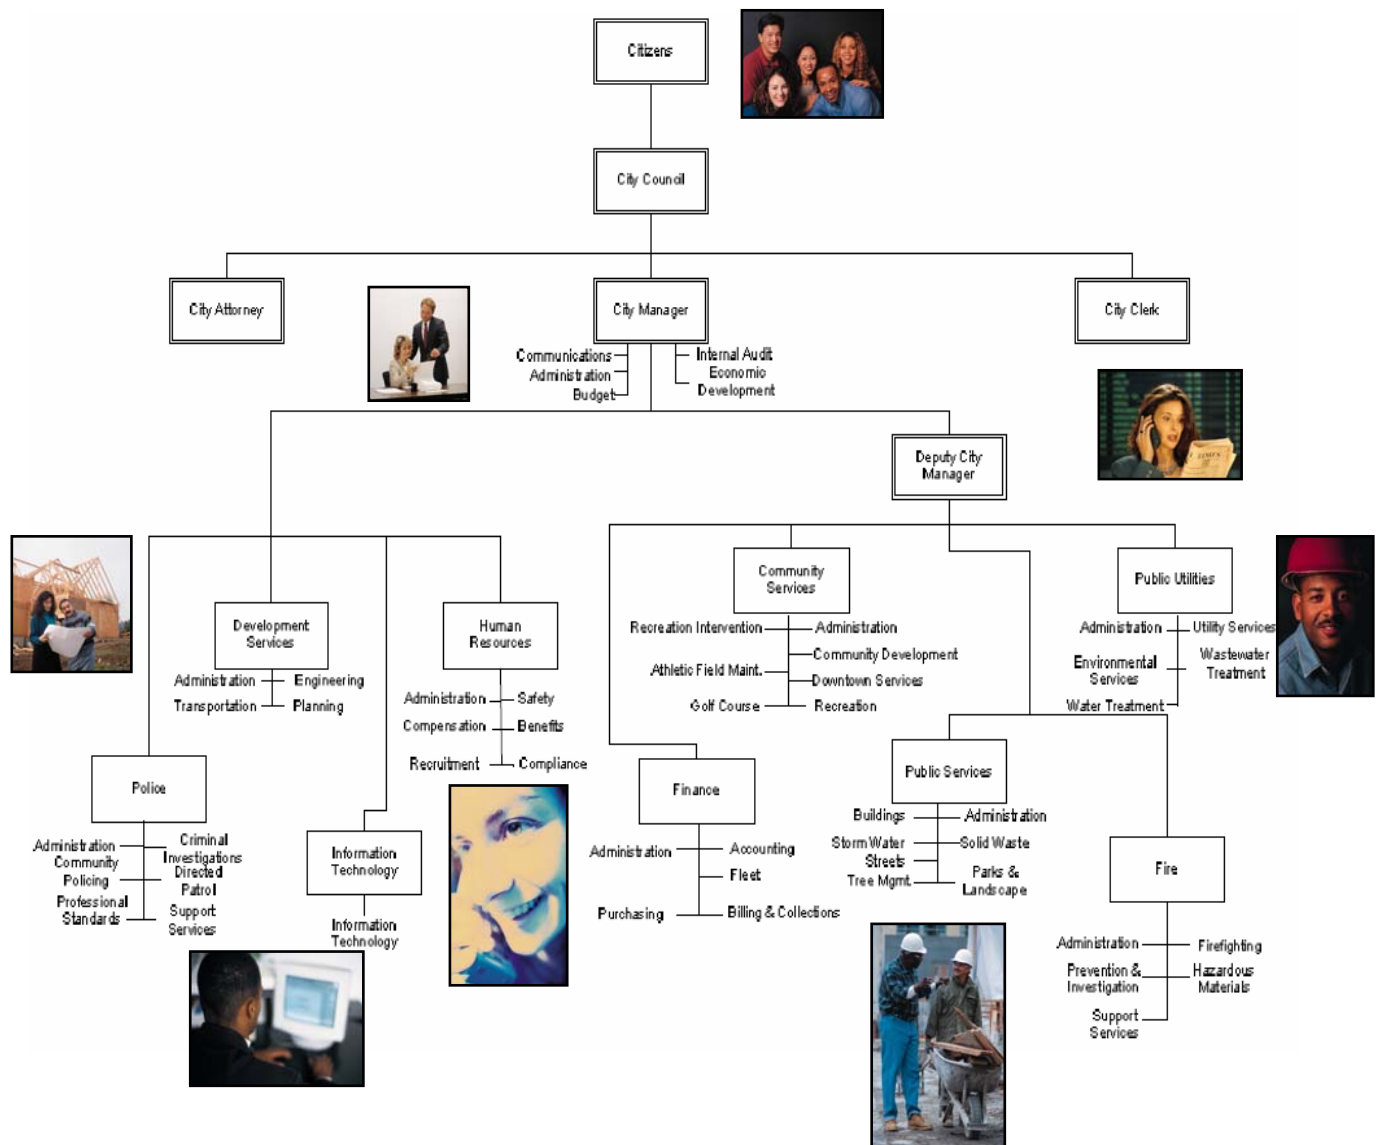 Citizens
City Council
City Attorney
City Manager
City Clerk
Communications
Administration
Budget
Internal Audit
Economic
Development
Deputy City
Manager
Development
Services
Administration
Engineering
Transportation
Planning
Human
Resources
Administration
Safety
Compensation
Benefits
Recruitment
Compliance
Community
Services
Recreation Intervention
Administration
Community Development
Athletic Field Maint.
Downtown Services
Golf Course
Recreation
Public Utilities
Administration
Utility Services
Environmental
Services
Wastewater
Treatment
Water Treatment
Police
Administration
Criminal
Investigations
Community
Policing
Directed
Patrol
Professional
Standards
Support
Services
Information
Technology
Information
Technology
Finance
Administration
Accounting
Fleet
Purchasing
Billing & Collections
Public Services
Buildings
Administration
Storm Water
Solid Waste
Streets
Tree Mgmt.
Parks &
Landscape
Fire
Administration
Firefighting
Prevention &
Investigation
Hazardous
Materials
Support
Services
TIMES